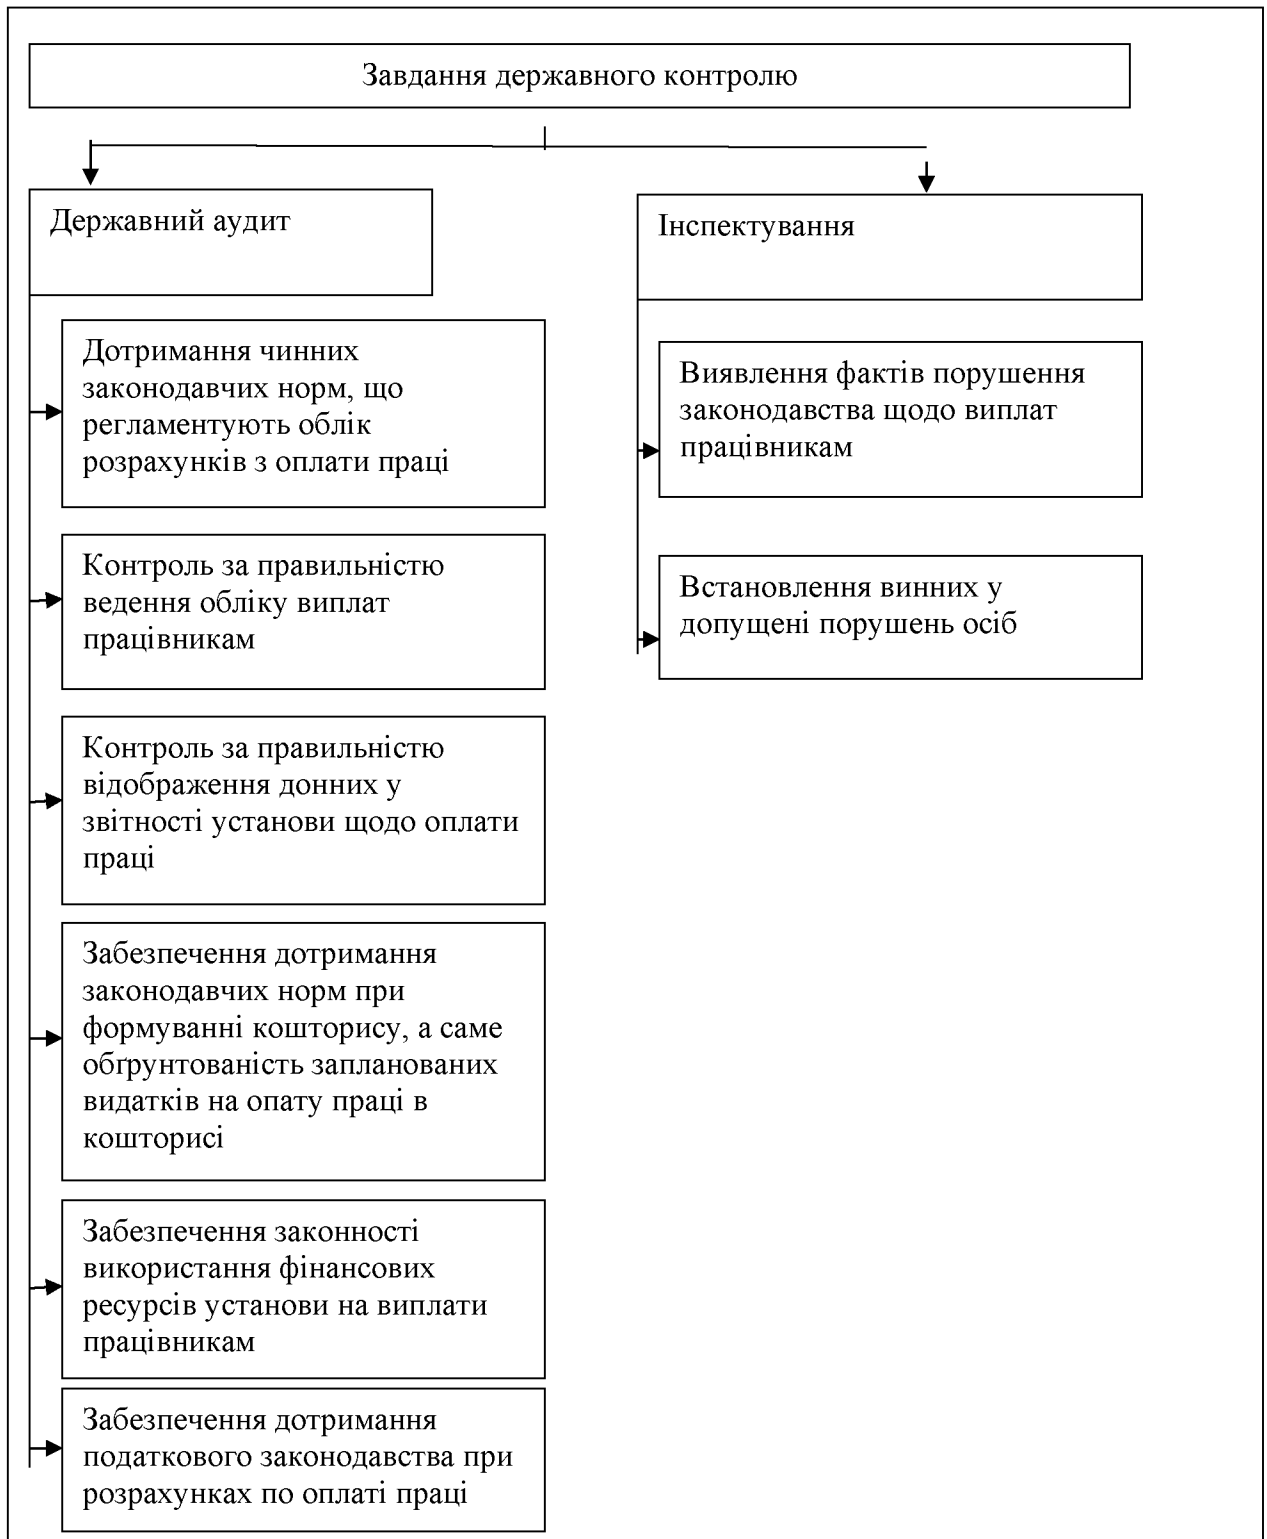 Завдання державного контролю
Державний аудит
Дотримання чинних
законодавчих норм, що
регламентують облік
розрахунків з оплати праці
Контроль за правильністю
ведення обліку виплат
працівникам
Контроль за правильністю
відображення донних у
звітності установи щодо оплати
праці
Забезпечення дотримання
законодавчих норм при
формуванні кошторису, а саме
обґрунтованість запланованих
видатків на опату праці в
кошторисі
Забезпечення законності
використання фінансових
ресурсів установи на виплати
працівникам
Забезпечення дотримання
податкового законодавства при
розрахунках по оплаті праці
Інспектування
Виявлення фактів порушення
законодавства щодо виплат
працівникам
Встановлення винних у
допущені порушень осіб